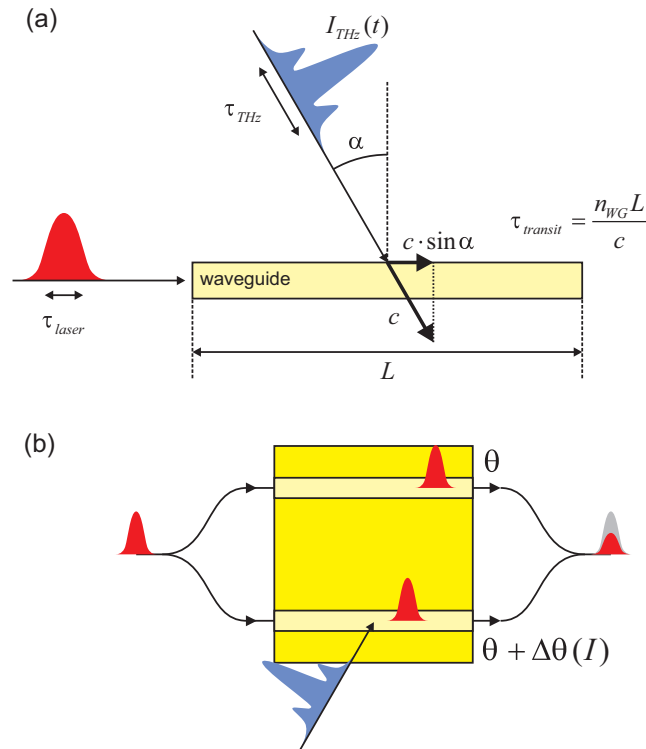 (a)
I_THz(t)
τ_THz
α
c · sin α
τ_transit = n_WG L / c
waveguide
τ_laser
c
L
(b)
θ
θ + Δθ(I)